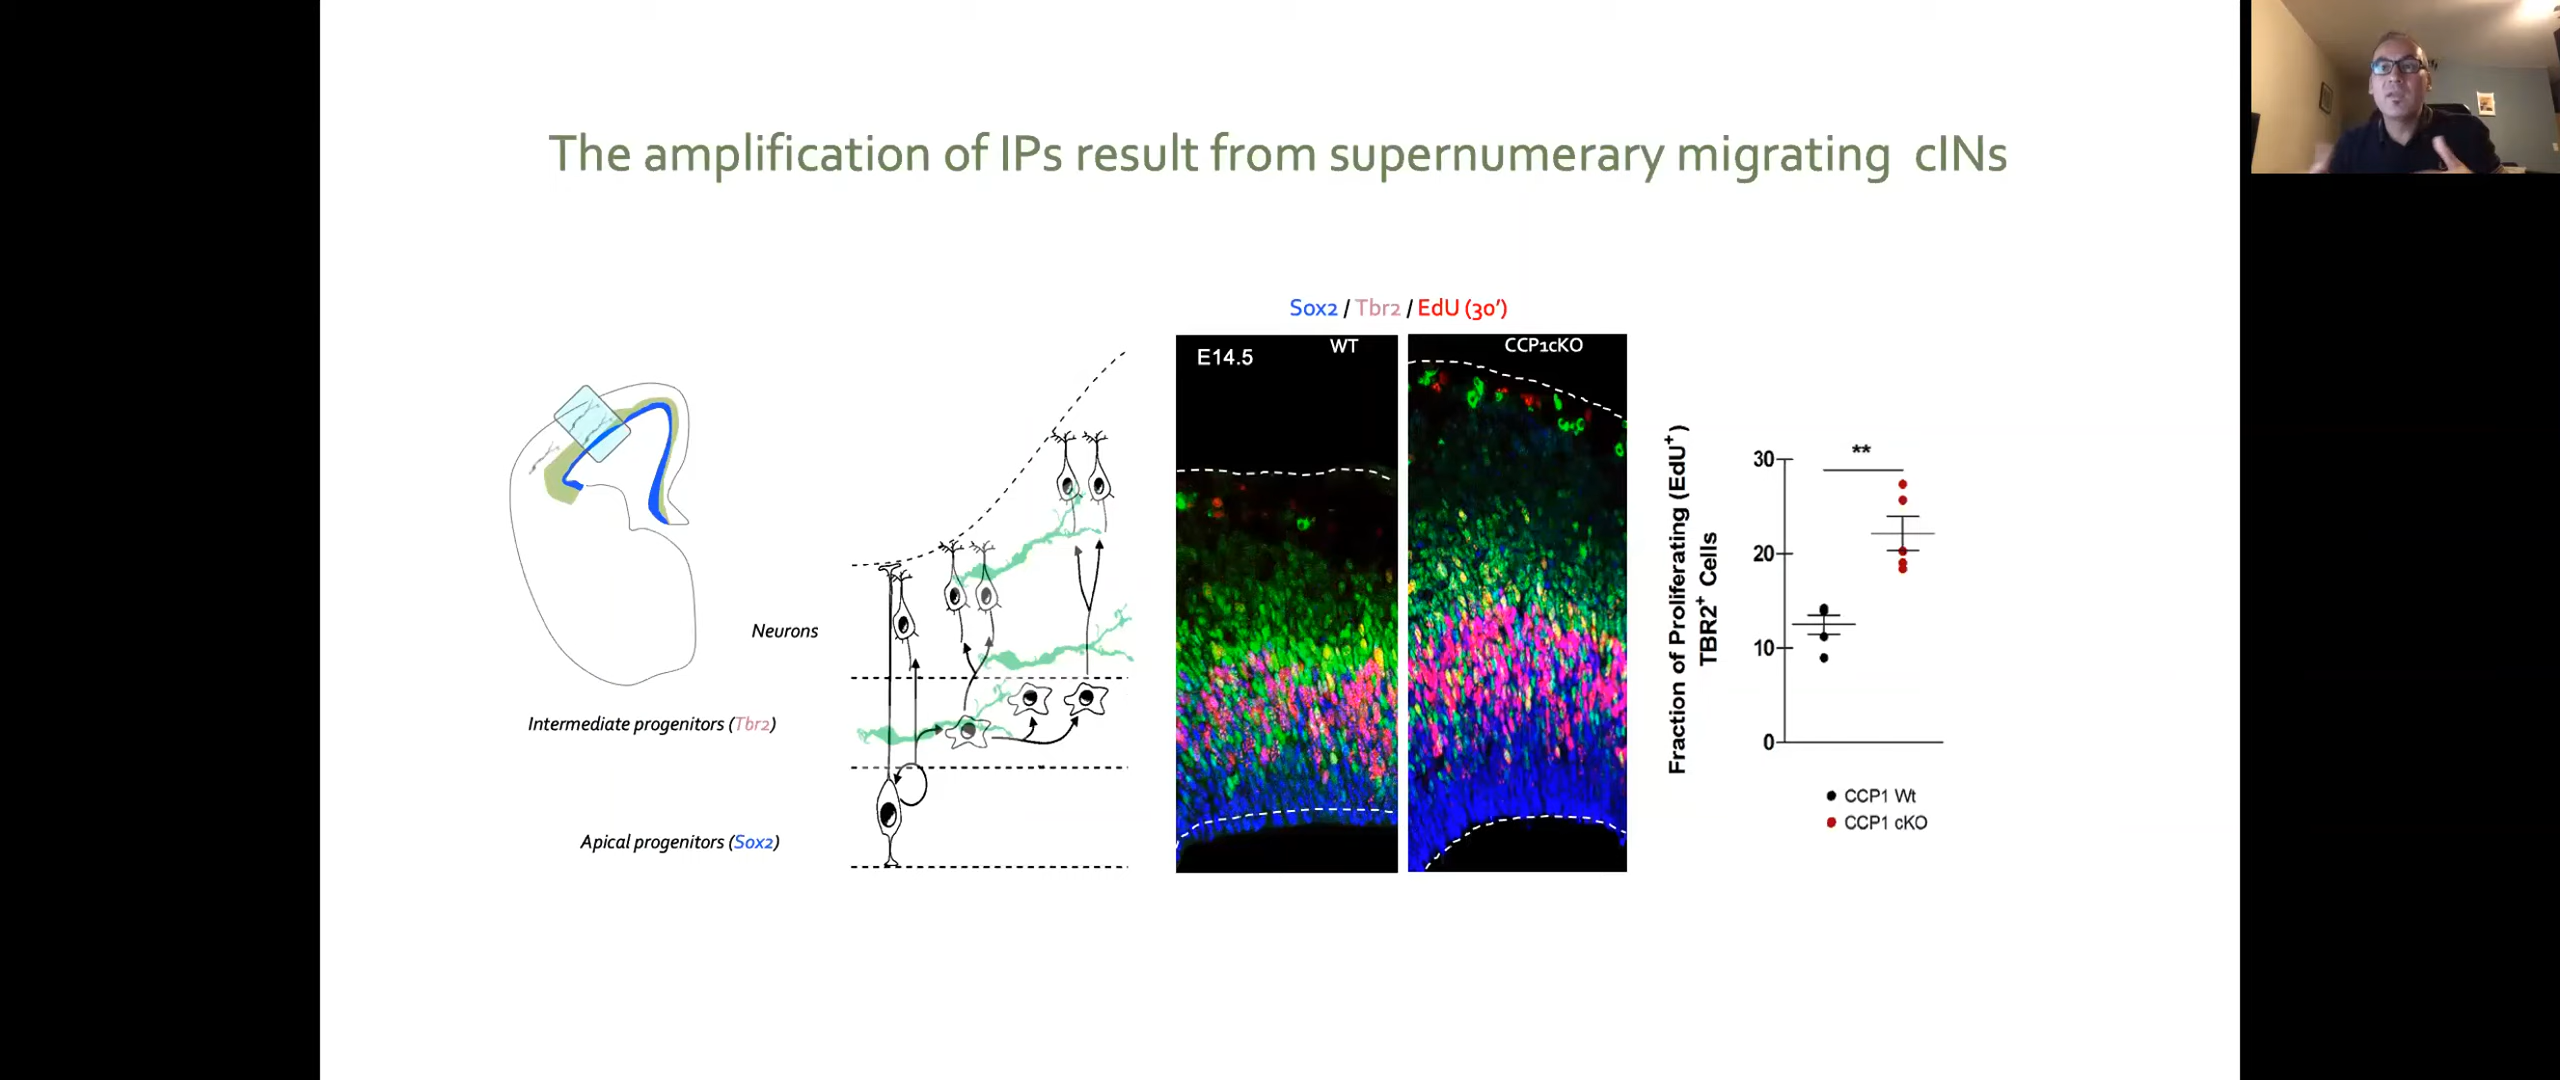 The amplification of IPs result from supernumerary migrating cINs
Sox2 / Tbr2 / EdU (30')
E14.5
WT
CCP1cKO
Neurons
Intermediate progenitors (Tbr2)
Apical progenitors (Sox2)
Fraction of Proliferating (EdU+)
TBR2+ Cells
**
30
20
10
0
CCP1 Wt
CCP1 cKO